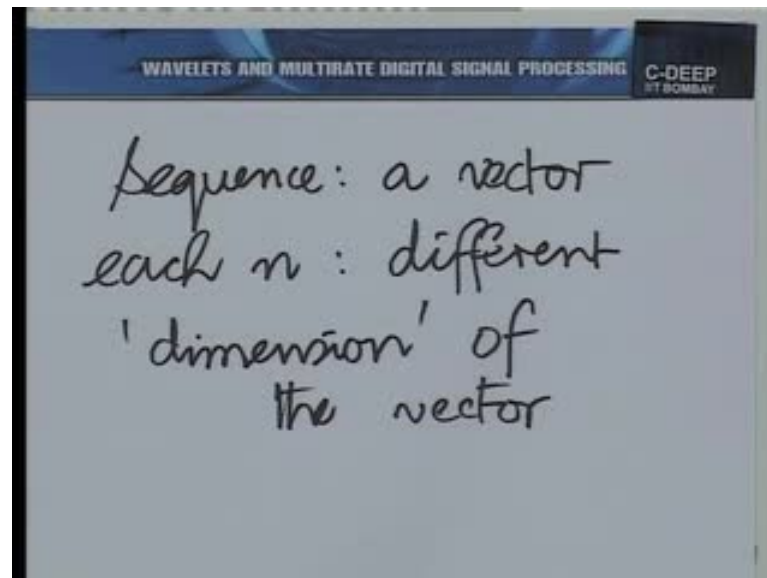 WAVELETS AND MULTIRATE DIGITAL SIGNAL PROCESSING
C-DEEP
IIT BOMBAY
Sequence: a vector
each n : different
'dimension' of
the vector